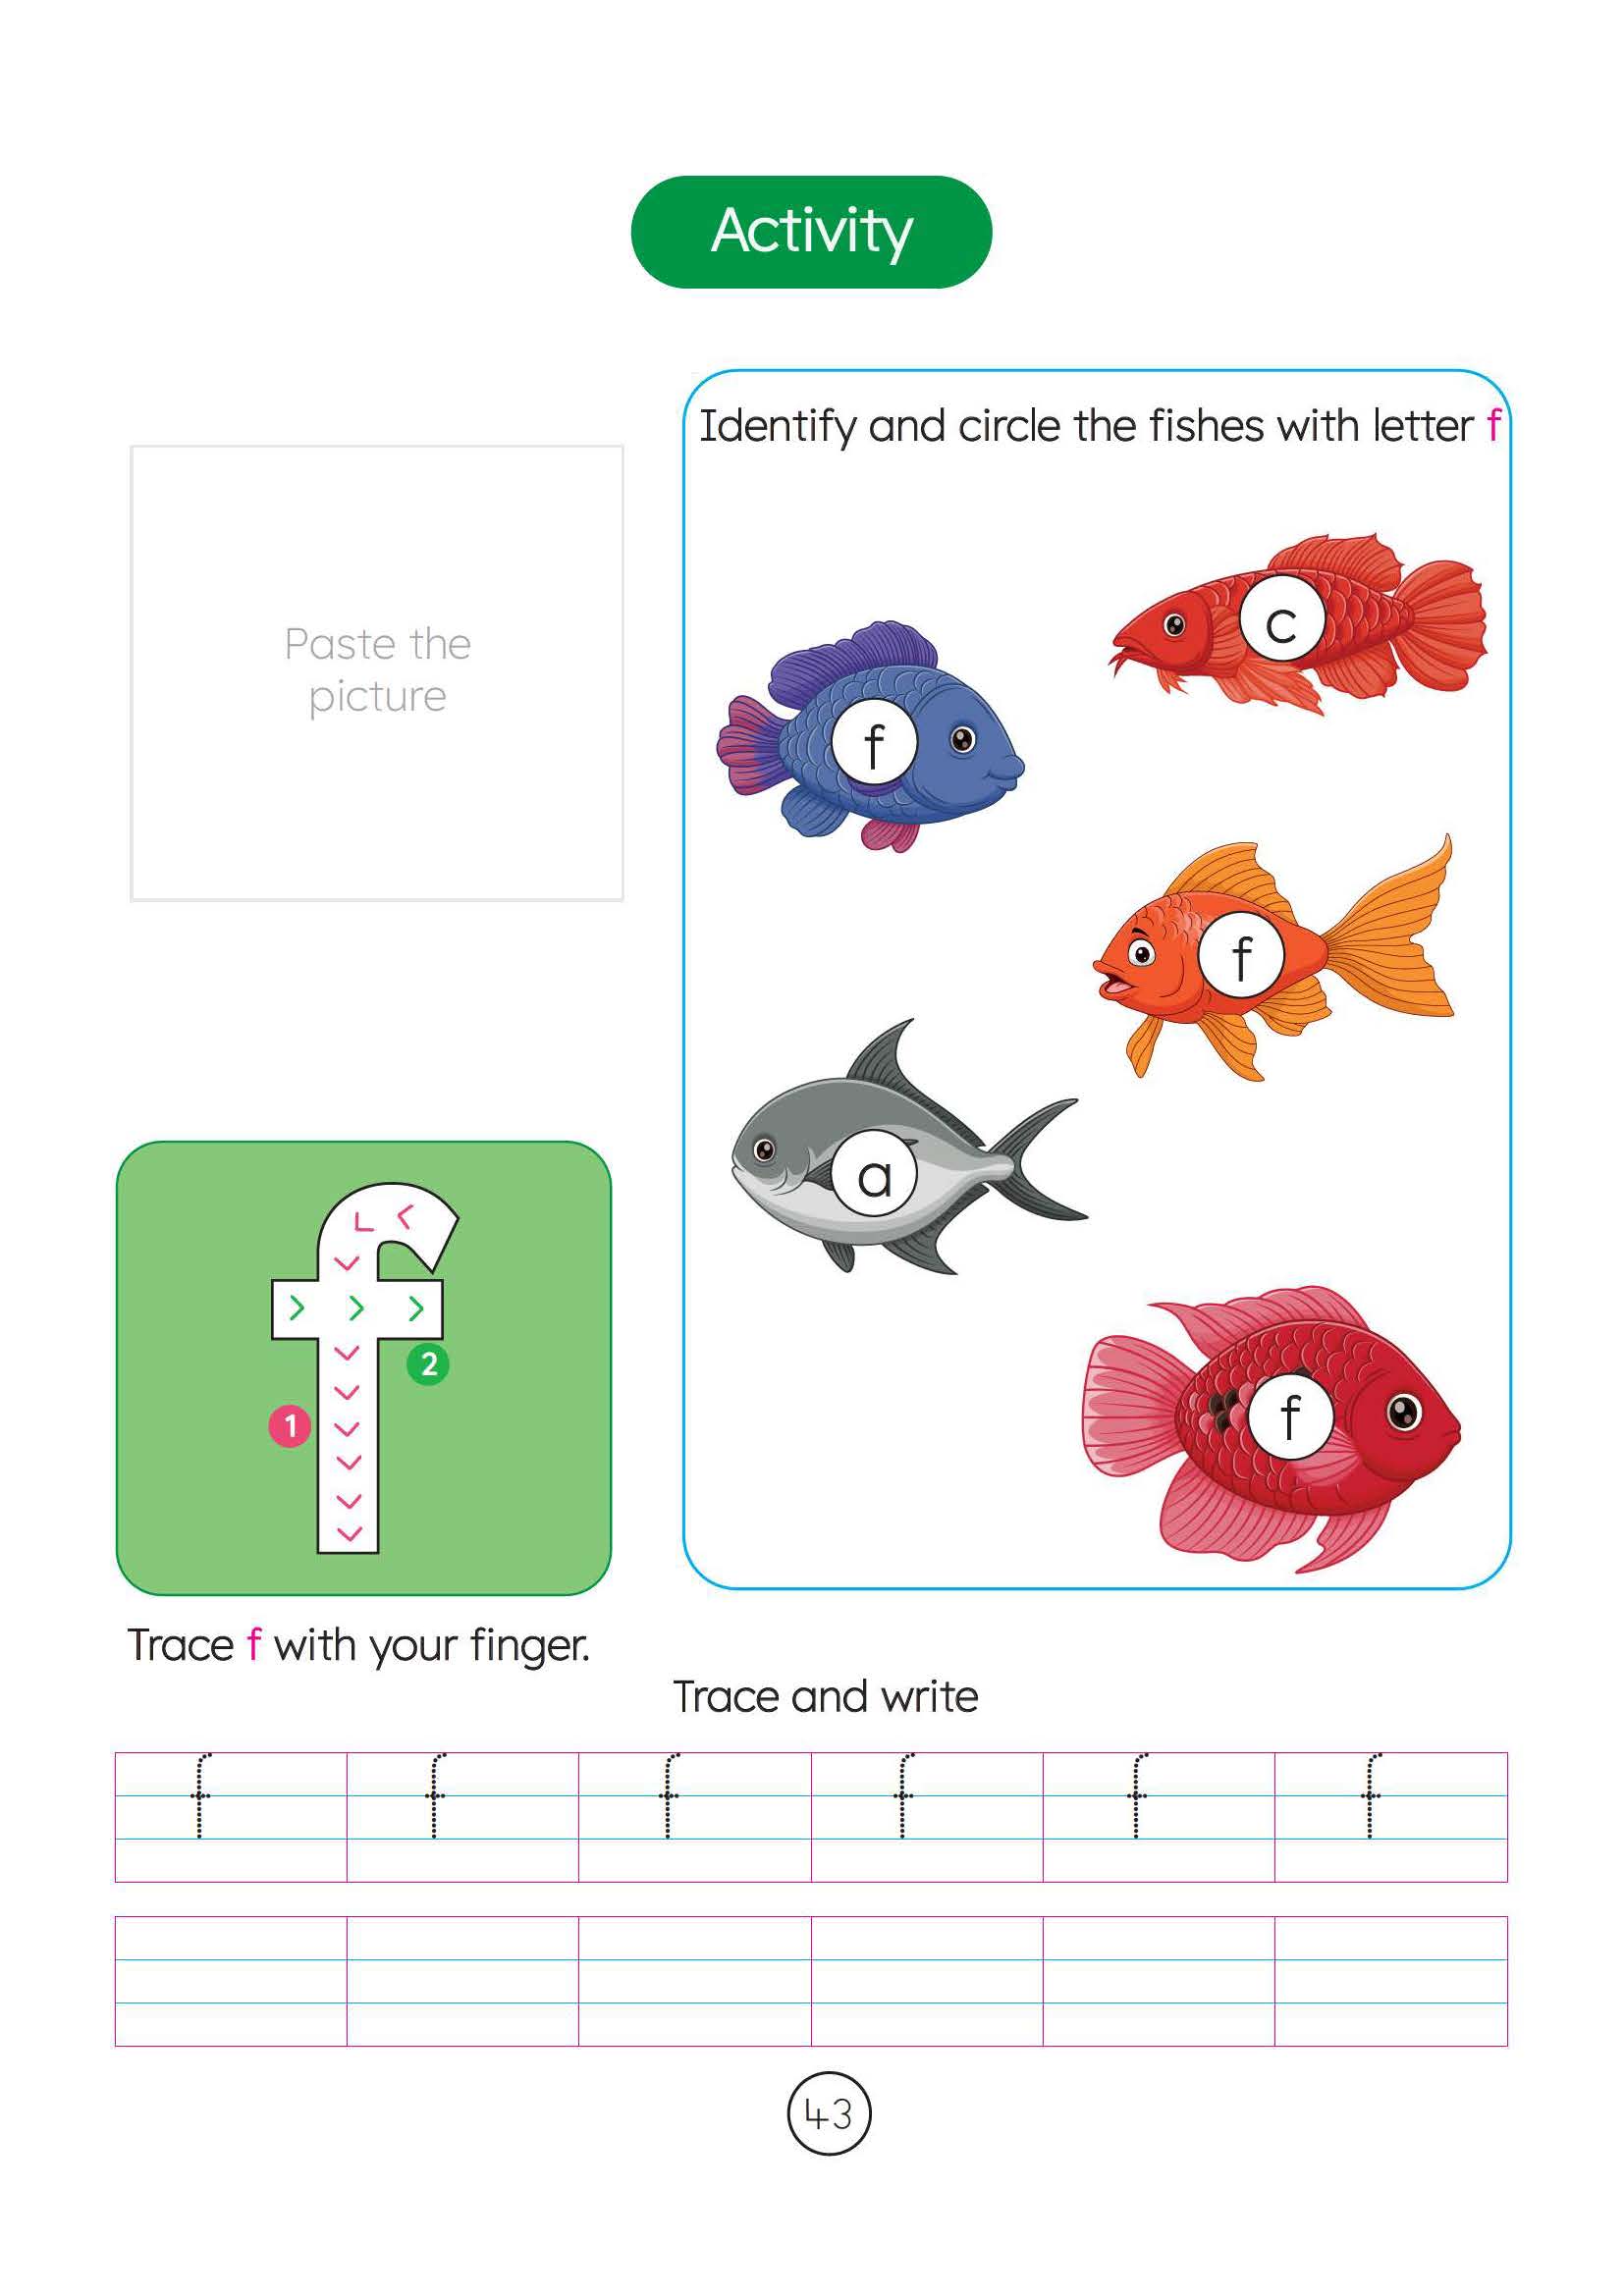 Activity
Identify and circle the fishes with letter f
Paste the
picture
c
f
f
a
f
2
1
f
Trace f with your finger.
Trace and write
f f f f f f
43